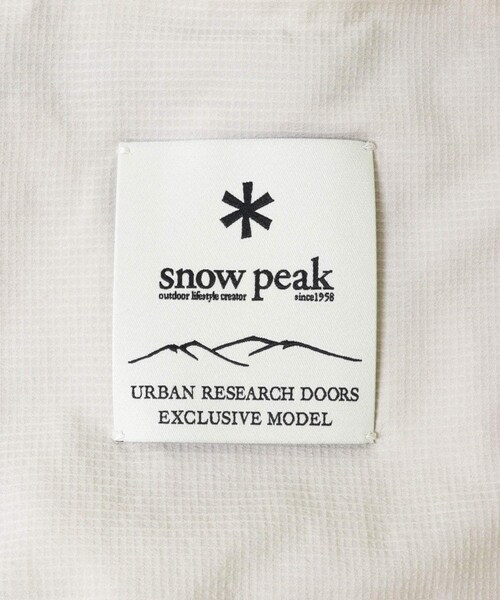 snow peak
outdoor lifestyle creator since1958
URBAN RESEARCH DOORS
EXCLUSIVE MODEL